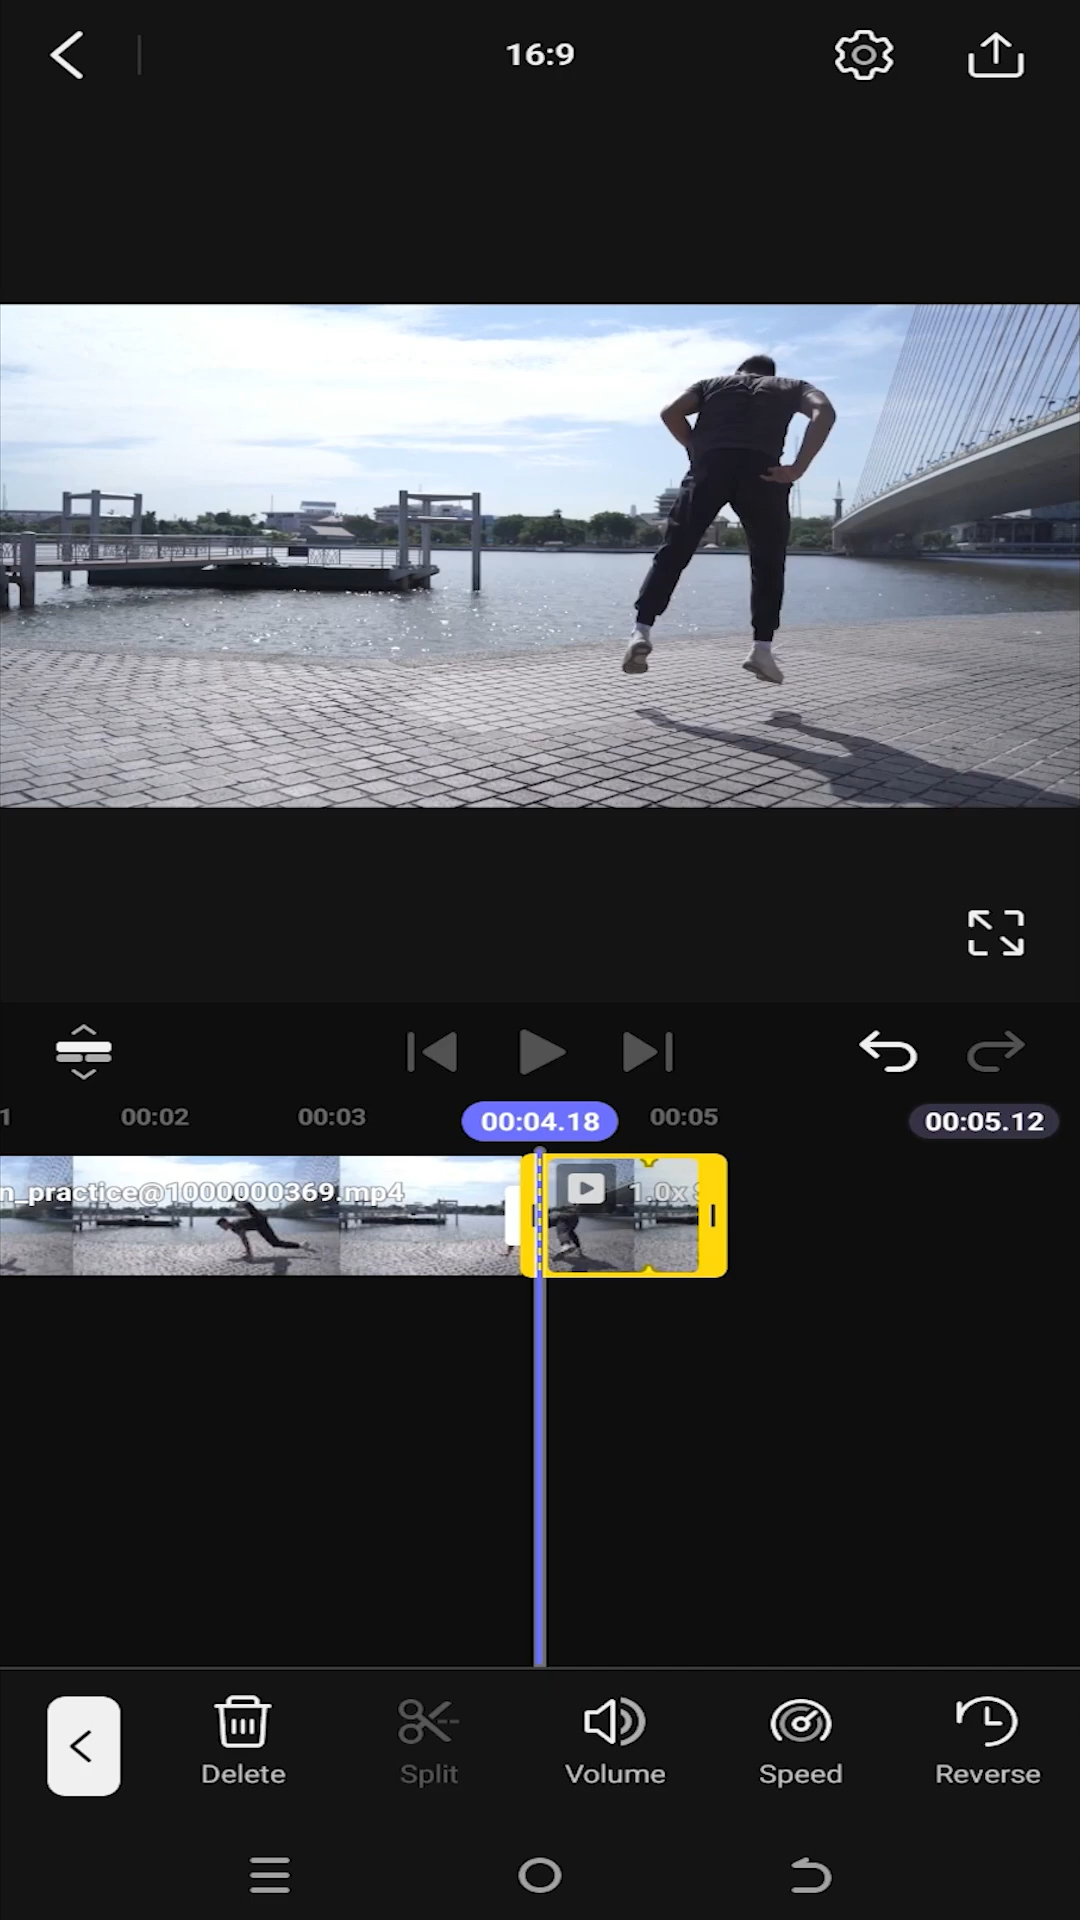 16:9
1 00:02 00:03 00:04.18 00:05 00:05.12
n_practice@1000000369.mp4 1.0x
Delete Split Volume Speed Reverse